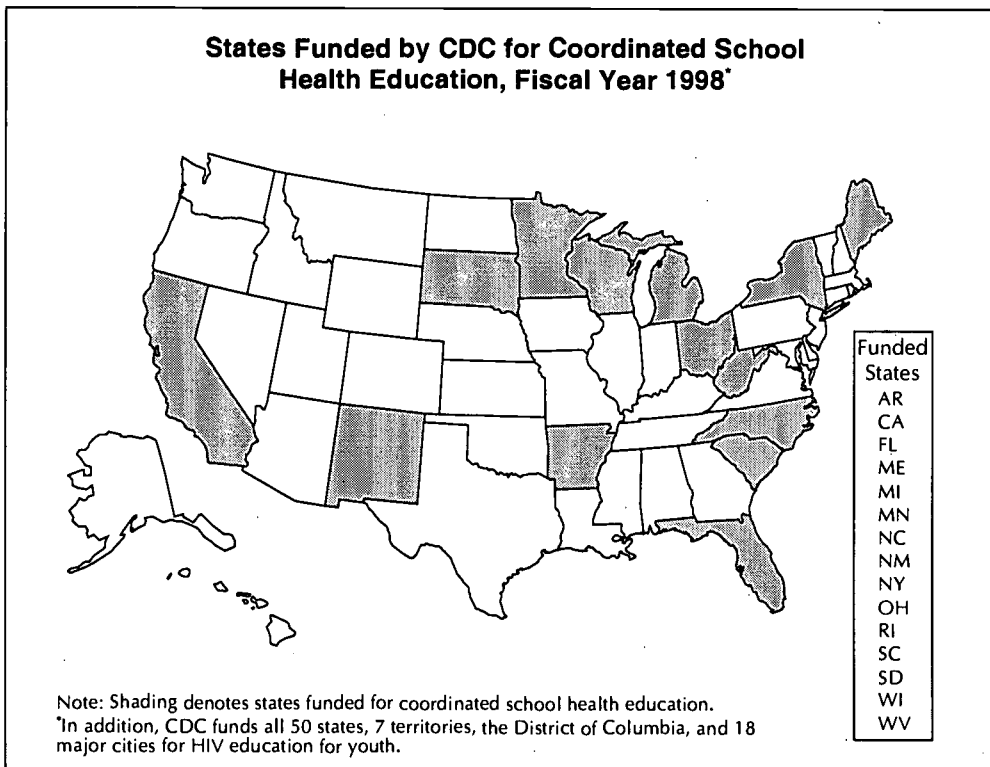 States Funded by CDC for Coordinated School
Health Education, Fiscal Year 1998*
Funded
States
AR
CA
FL
ME
MI
MN
NC
NM
NY
OH
RI
SC
SD
WI
WV
Note: Shading denotes states funded for coordinated school health education.
*In addition, CDC funds all 50 states, 7 territories, the District of Columbia, and 18
major cities for HIV education for youth.